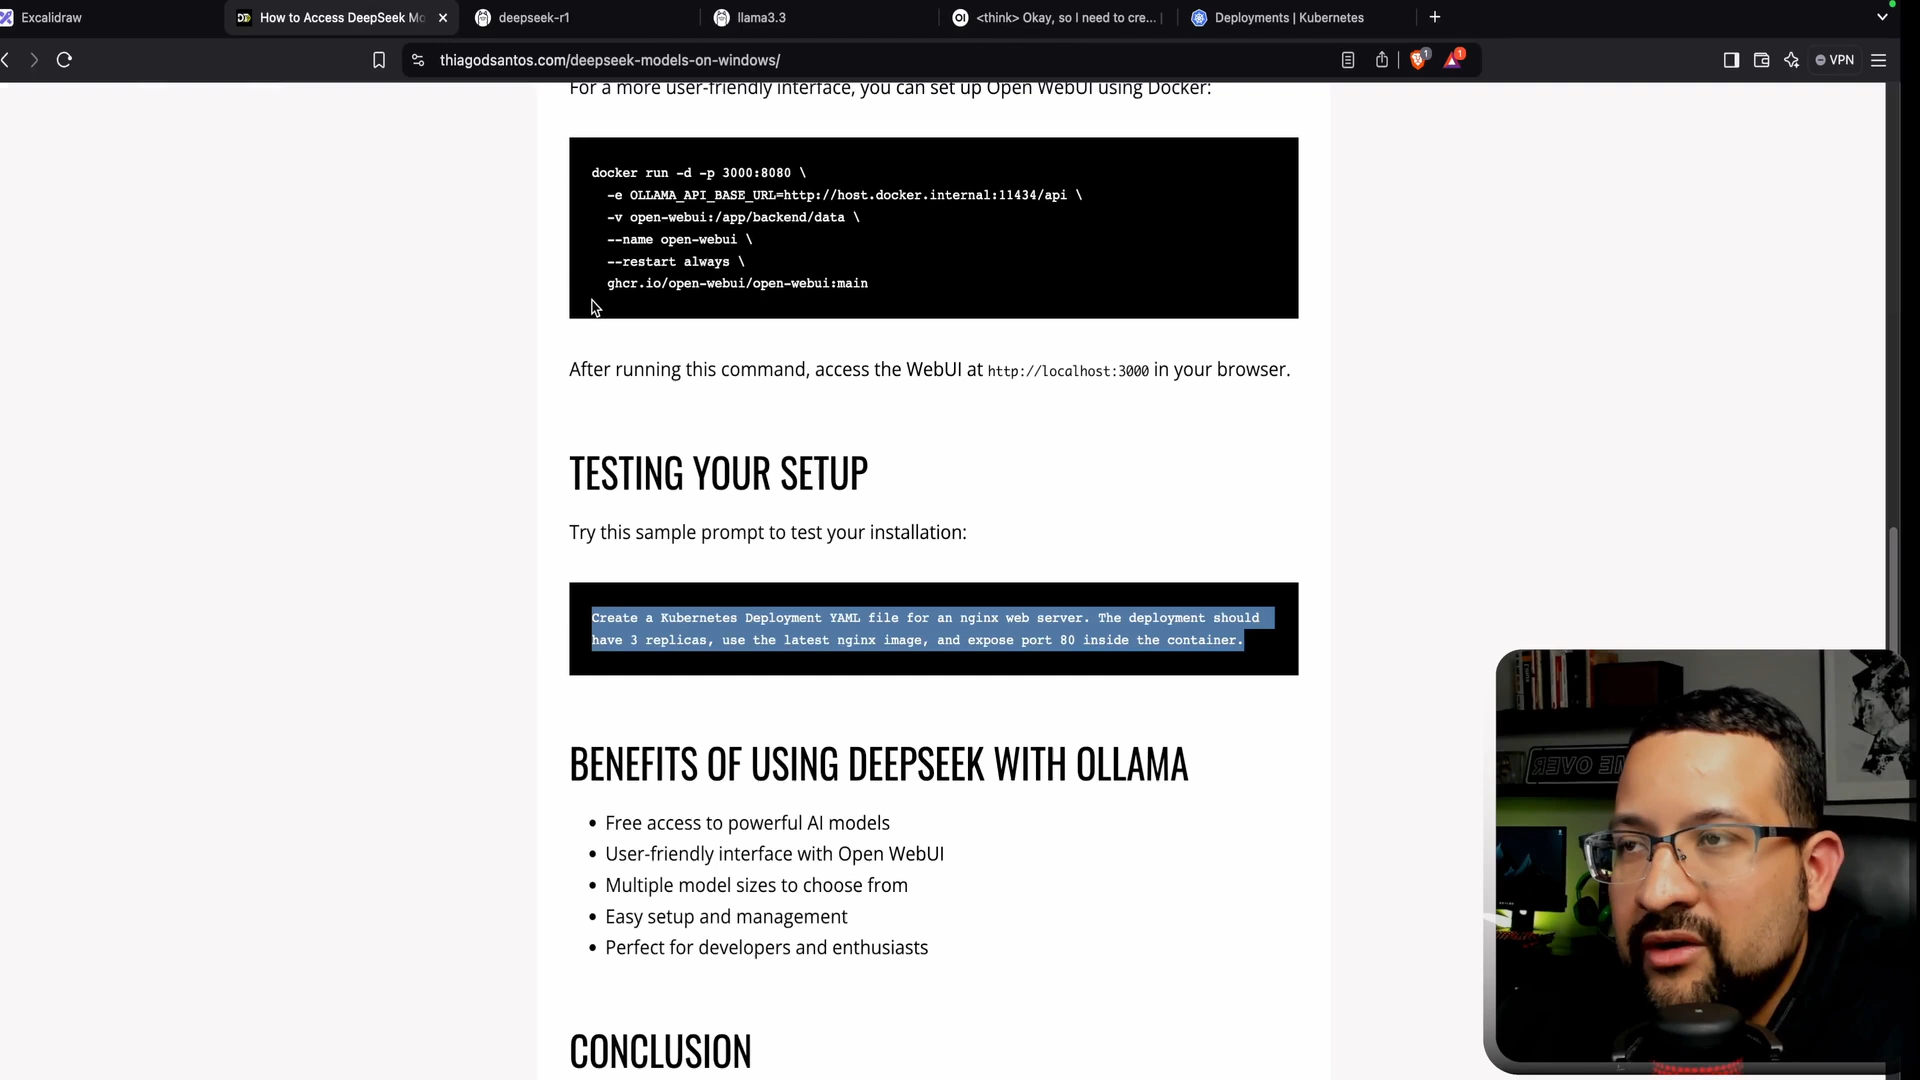 Excalidraw
How to Access DeepSeek Mo
deepseek-r1
llama3.3
OI
<think> Okay, so I need to cre...
Deployments | Kubernetes
thiagodsantos.com/deepseek-models-on-windows/
1
1
VPN
For a more user-friendly interface, you can set up Open WebUI using Docker:
docker run -d -p 3000:8080 \
-e OLLAMA_API_BASE_URL=http://host.docker.internal:11434/api \
-v open-webui:/app/backend/data \
--name open-webui \
--restart always \
ghcr.io/open-webui/open-webui:main
After running this command, access the WebUI at http://localhost:3000 in your browser.
TESTING YOUR SETUP
Try this sample prompt to test your installation:
Create a Kubernetes Deployment YAML file for an nginx web server. The deployment should
have 3 replicas, use the latest nginx image, and expose port 80 inside the container.
BENEFITS OF USING DEEPSEEK WITH OLLAMA
• Free access to powerful AI models
• User-friendly interface with Open WebUI
• Multiple model sizes to choose from
• Easy setup and management
• Perfect for developers and enthusiasts
CONCLUSION